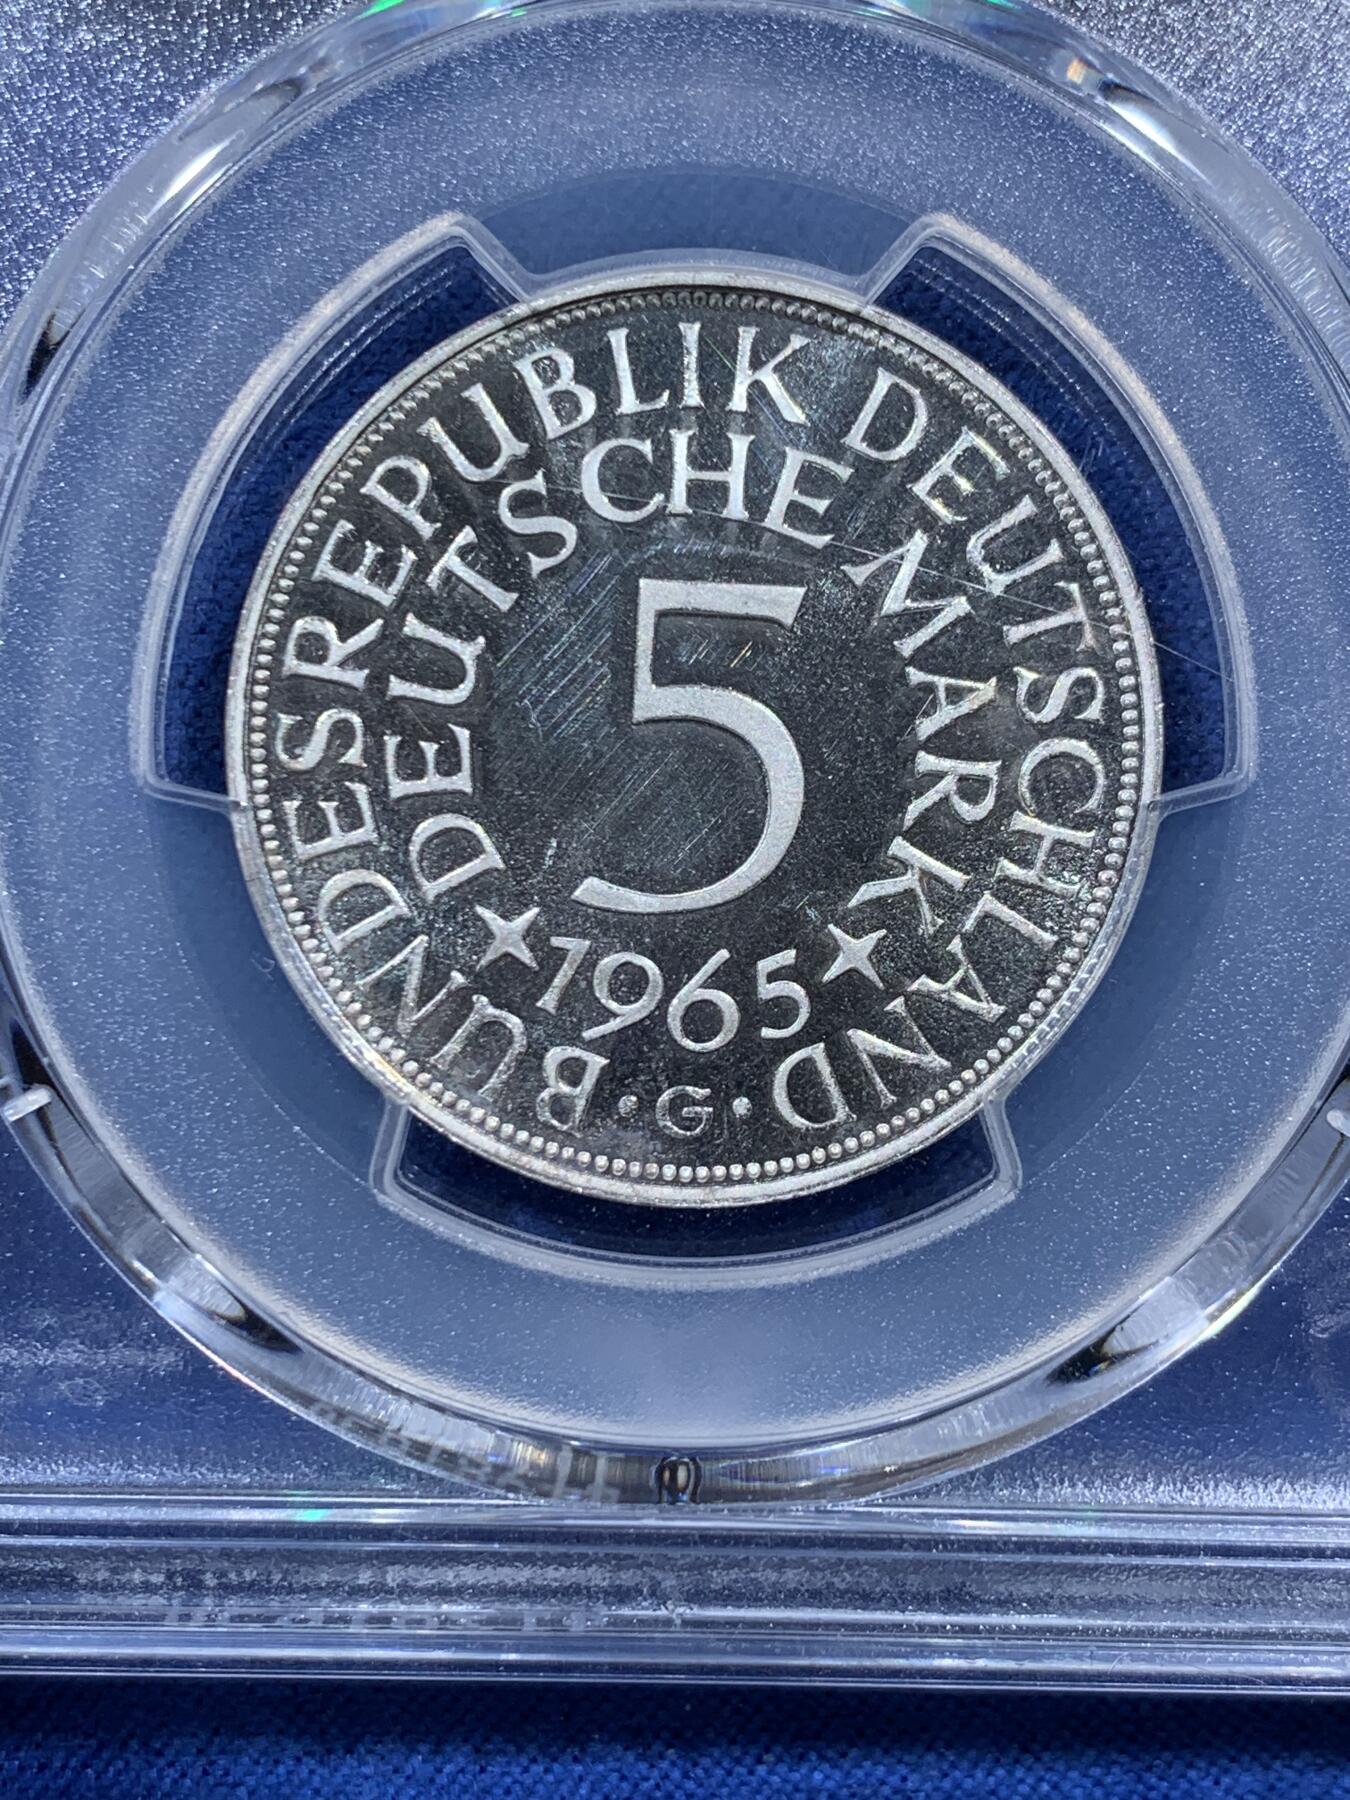 BUNDESREPUBLIK DEUTSCHLAND
DEUTSCHE MARK
5
1965
· G ·